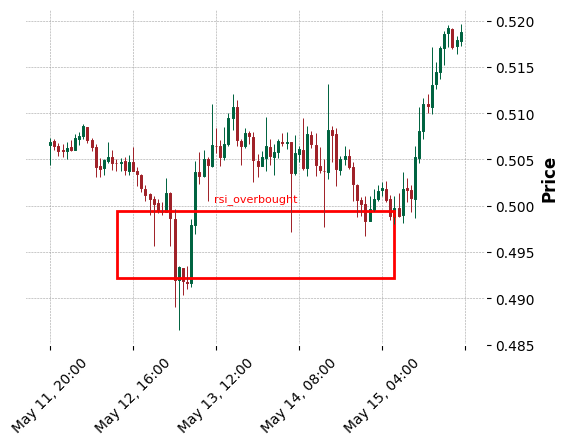 0.520
0.515
0.510
0.505
0.500
0.495
0.490
0.485
Price
rsi_overbought
May 11, 20:00
May 12, 16:00
May 13, 12:00
May 14, 08:00
May 15, 04:00